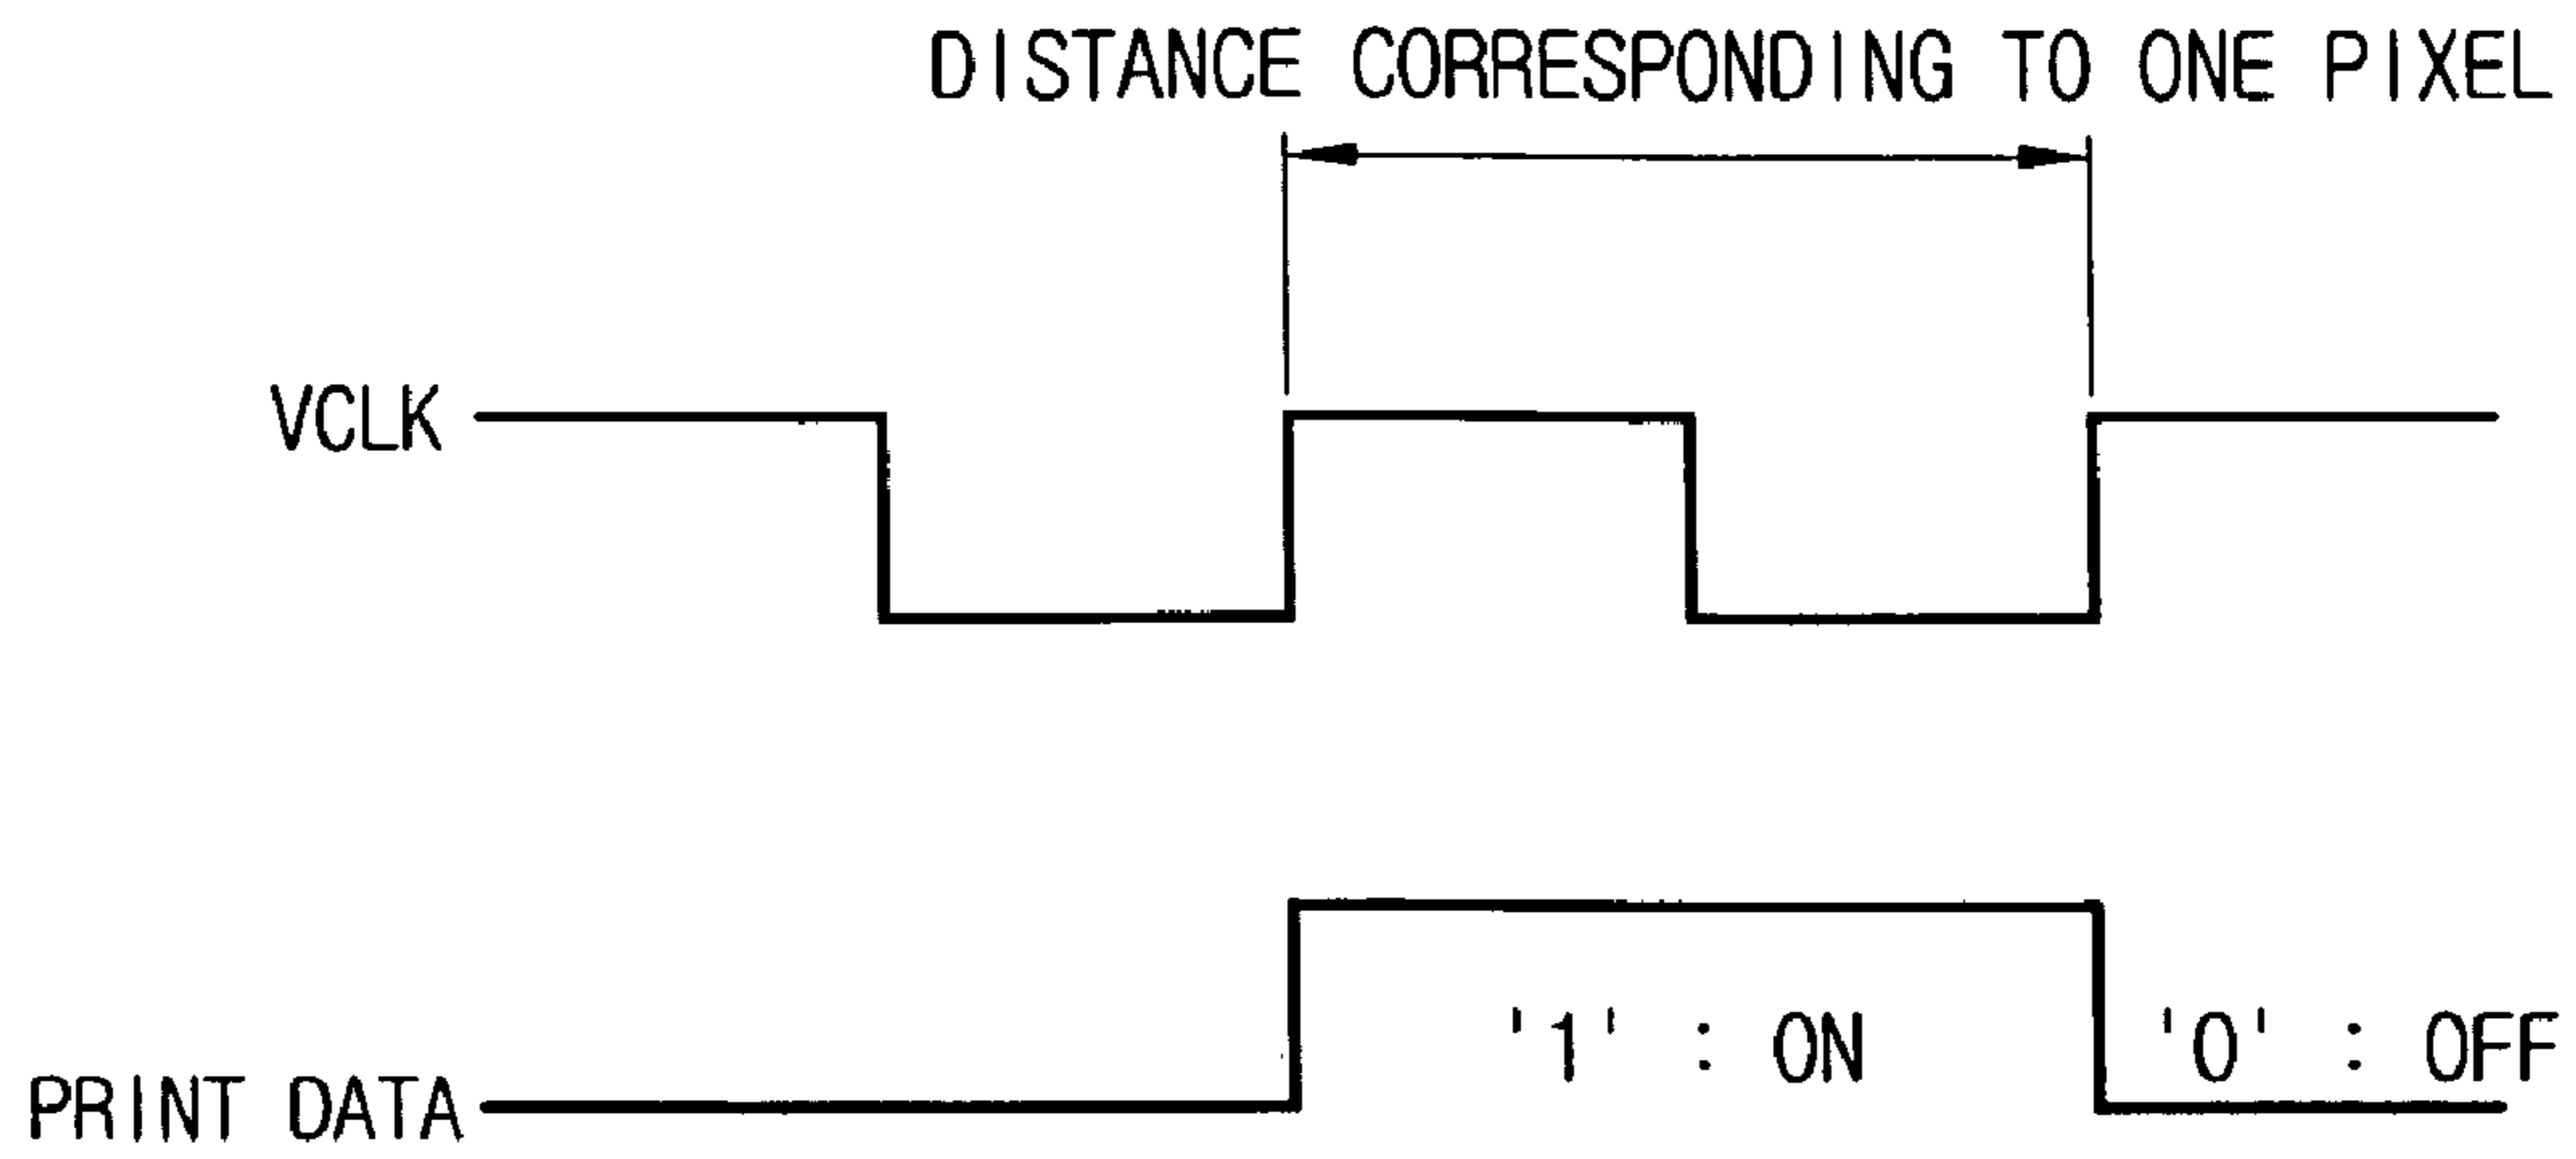 DISTANCE CORRESPONDING TO ONE PIXEL
VCLK
'1' : ON
'0' : OFF
PRINT DATA